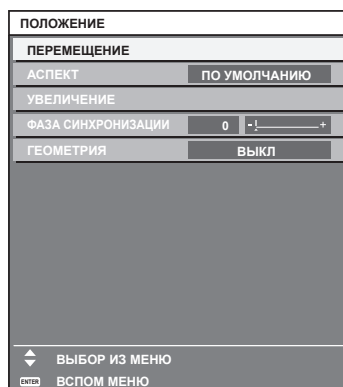 ПОЛОЖЕНИЕ
ПЕРЕМЕЩЕНИЕ
АСПЕКТ ПО УМОЛЧАНИЮ
УВЕЛИЧЕНИЕ
ФАЗА СИНХРОНИЗАЦИИ 0 - +
ГЕОМЕТРИЯ ВЫКЛ
ВЫБОР ИЗ МЕНЮ
ENTER ВСПОМ МЕНЮ